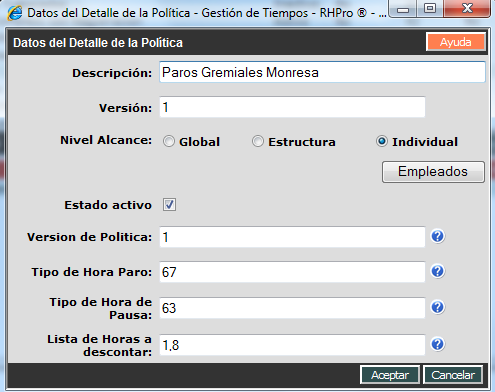 Datos del Detalle de la Política - Gestión de Tiempos - RHPro ® - ...
Datos del Detalle de la Política
Ayuda
Descripción: Paros Gremiales Monresa
Versión: 1
Nivel Alcance: Global Estructura Individual
Empleados
Estado activo
Version de Politica: 1 ?
Tipo de Hora Paro: 67 ?
Tipo de Hora de
Pausa: 63 ?
Lista de Horas a
descontar: 1,8 ?
Aceptar Cancelar